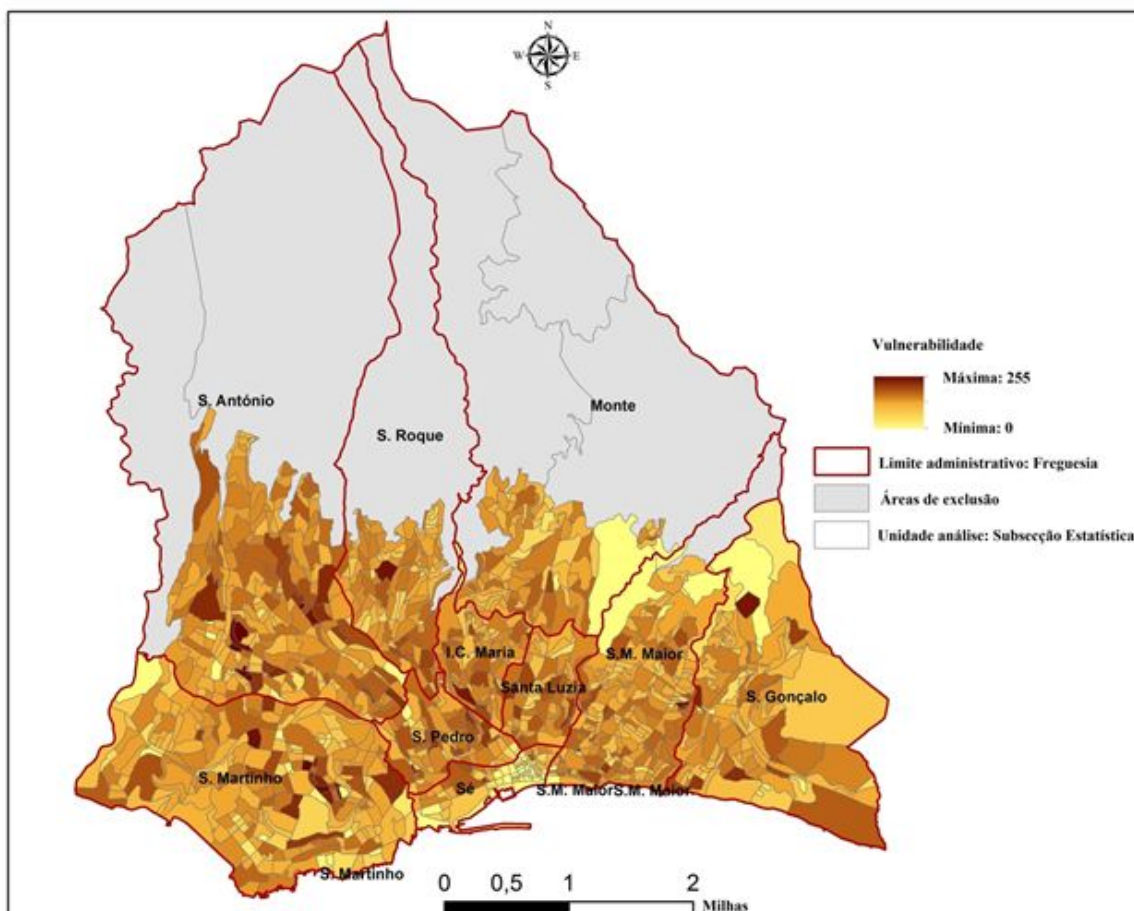 N
W E
S
S. António
S. Roque
Monte
I.C. Maria
S.M. Maior
Santa Luzia
S. Gonçalo
S. Pedro
S. Martinho
Sé
S.M. MaiorS.M. Maior.
S. Martinho
Vulnerabilidade
Máxima: 255
Mínima: 0
Limite administrativo: Freguesia
Áreas de exclusão
Unidade análise: Subsecção Estatística
0 0,5 1 2
Milhas